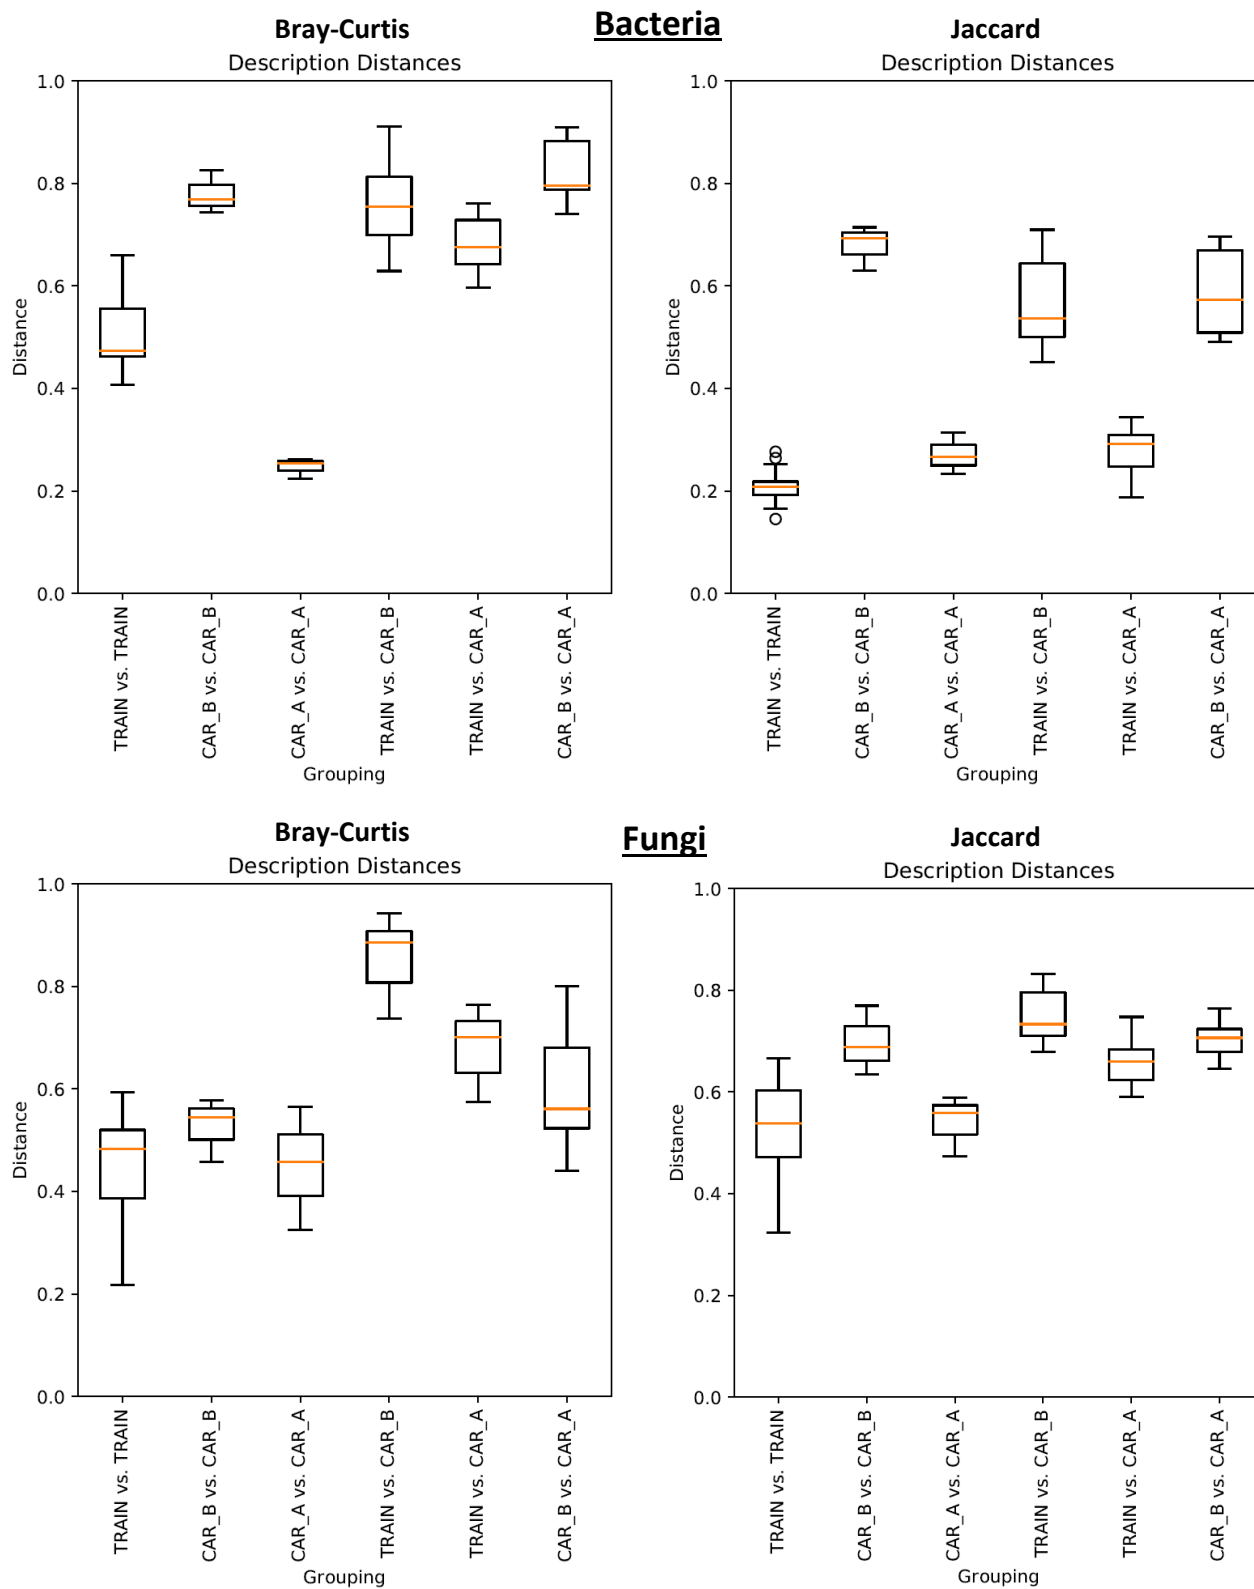 Bacteria
Bray-Curtis
Description Distances
1.0
0.8
0.6
0.4
0.2
0.0
Distance
TRAIN vs. TRAIN
CAR_B vs. CAR_B
CAR_A vs. CAR_A
TRAIN vs. CAR_B
TRAIN vs. CAR_A
CAR_B vs. CAR_A
Grouping
Jaccard
Description Distances
1.0
0.8
0.6
0.4
0.2
0.0
Distance
TRAIN vs. TRAIN
CAR_B vs. CAR_B
CAR_A vs. CAR_A
TRAIN vs. CAR_B
TRAIN vs. CAR_A
CAR_B vs. CAR_A
Grouping
Fungi
Bray-Curtis
Description Distances
1.0
0.8
0.6
0.4
0.2
0.0
Distance
TRAIN vs. TRAIN
CAR_B vs. CAR_B
CAR_A vs. CAR_A
TRAIN vs. CAR_B
TRAIN vs. CAR_A
CAR_B vs. CAR_A
Grouping
Jaccard
Description Distances
1.0
0.8
0.6
0.4
0.2
0.0
Distance
TRAIN vs. TRAIN
CAR_B vs. CAR_B
CAR_A vs. CAR_A
TRAIN vs. CAR_B
TRAIN vs. CAR_A
CAR_B vs. CAR_A
Grouping